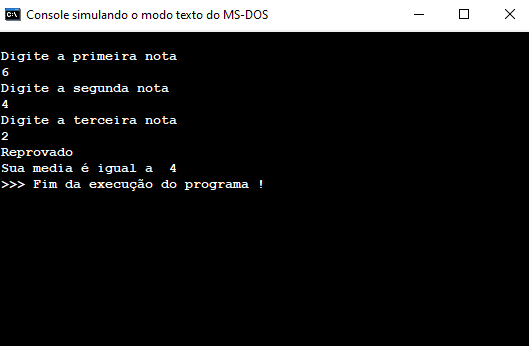 Console simulando o modo texto do MS-DOS
Digite a primeira nota
6
Digite a segunda nota
4
Digite a terceira nota
2
Reprovado
Sua media é igual a  4
>>> Fim da execução do programa !